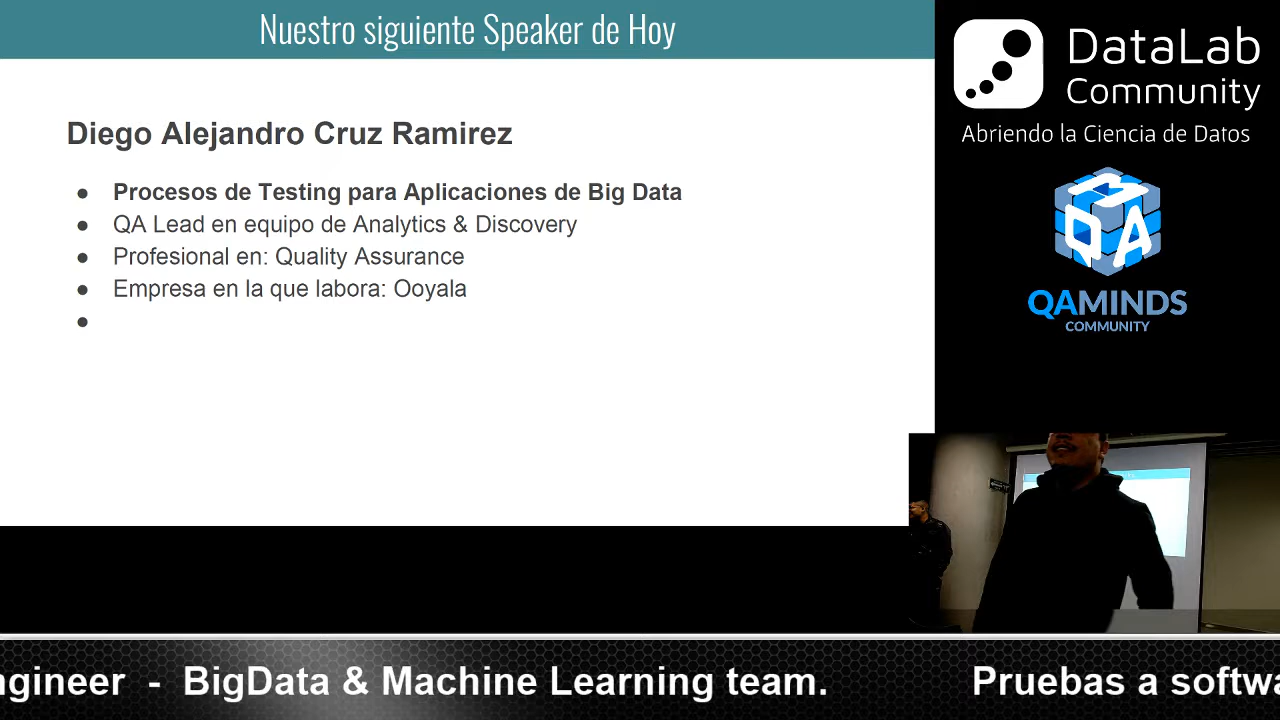 Nuestro siguiente Speaker de Hoy
Diego Alejandro Cruz Ramirez
● Procesos de Testing para Aplicaciones de Big Data
● QA Lead en equipo de Analytics & Discovery
● Profesional en: Quality Assurance
● Empresa en la que labora: Ooyala
●
DataLab
Community
Abriendo la Ciencia de Datos
QA
QAMINDS
COMMUNITY
ngineer - BigData & Machine Learning team. Pruebas a softwa